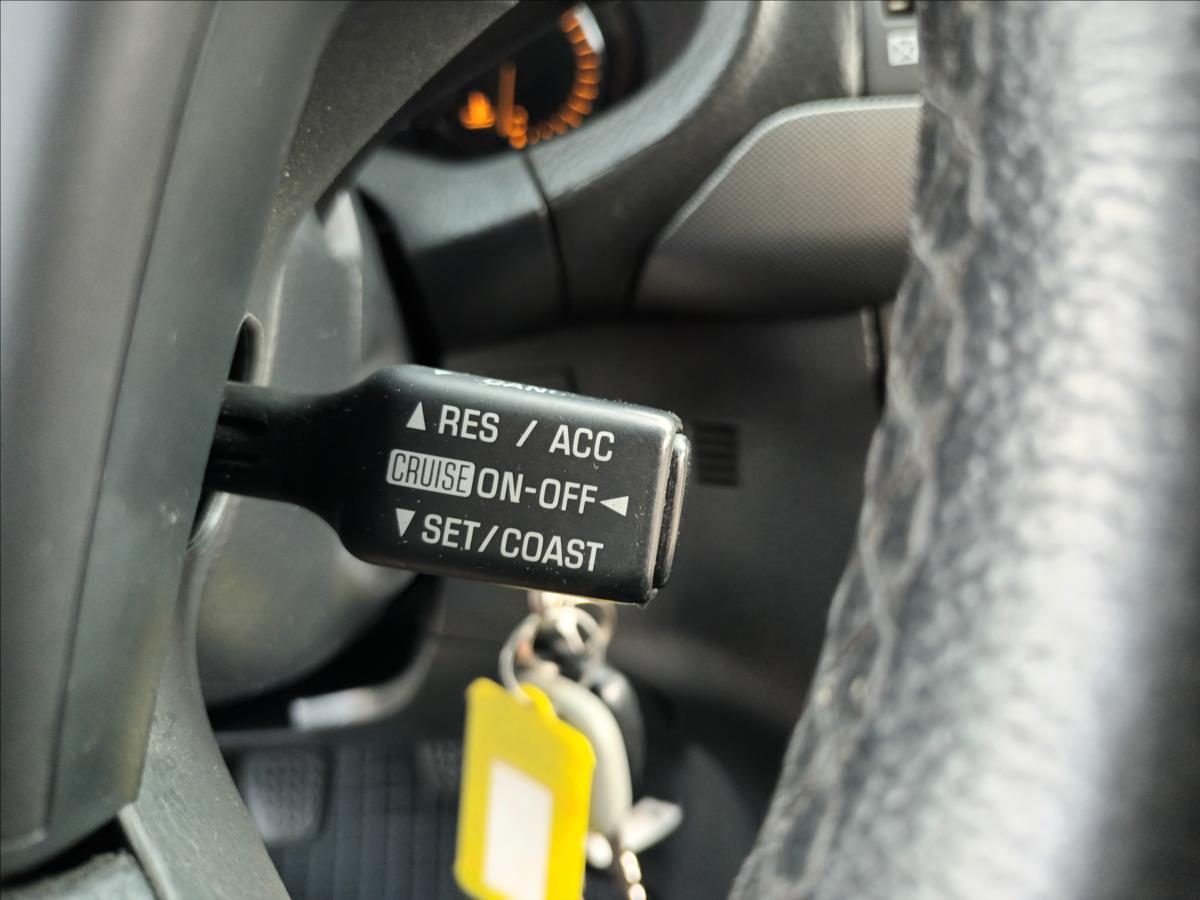 ▲ RES / ACC
CRUISE ON-OFF ◀
▼ SET/COAST